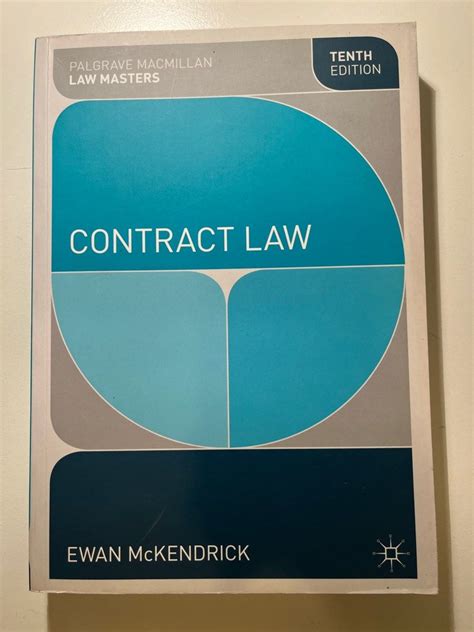 PALGRAVE MACMILLAN
LAW MASTERS
TENTH
EDITION
CONTRACT LAW
EWAN McKENDRICK